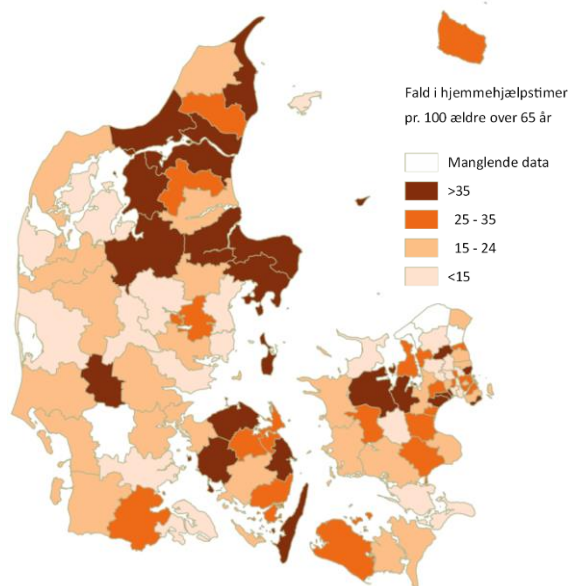 Fald i hjemmehjælpstimer
pr. 100 ældre over 65 år
Manglende data
>35
25 - 35
15 - 24
<15